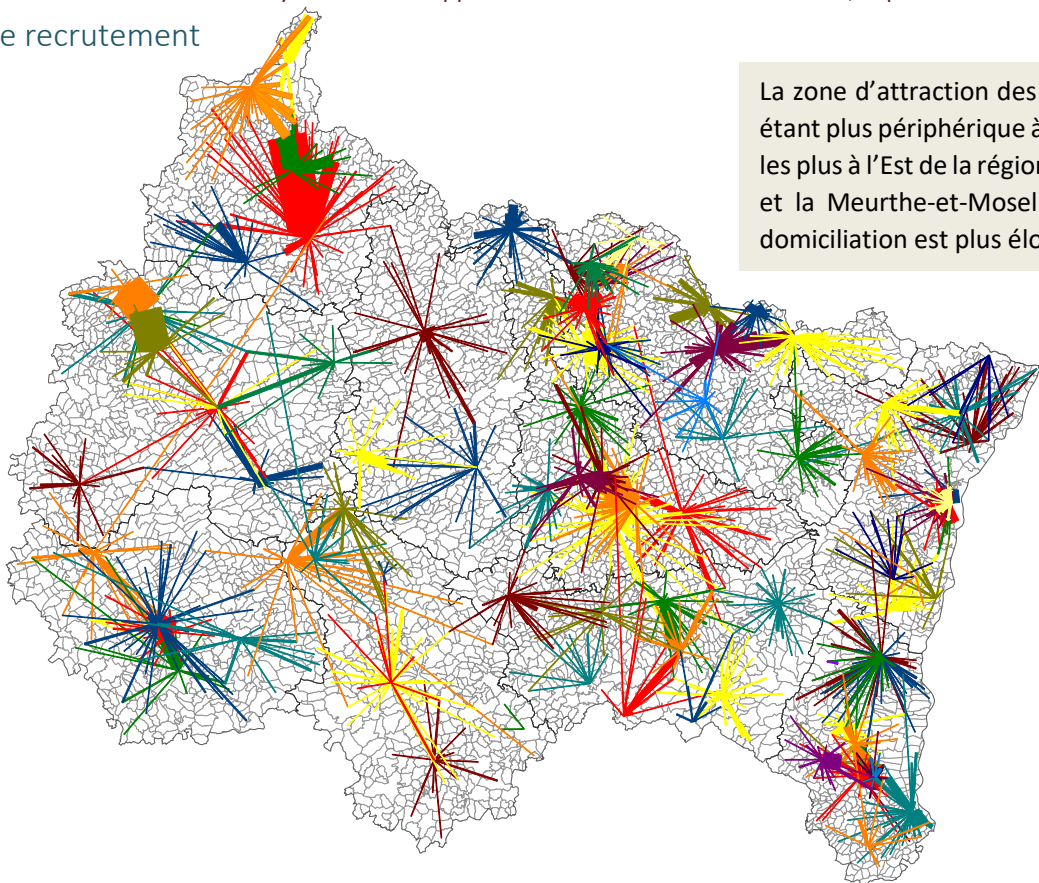 e recrutement
La zone d'attraction des
étant plus périphérique à
les plus à l'Est de la région
et la Meurthe-et-Mosel
domiciliation est plus élo